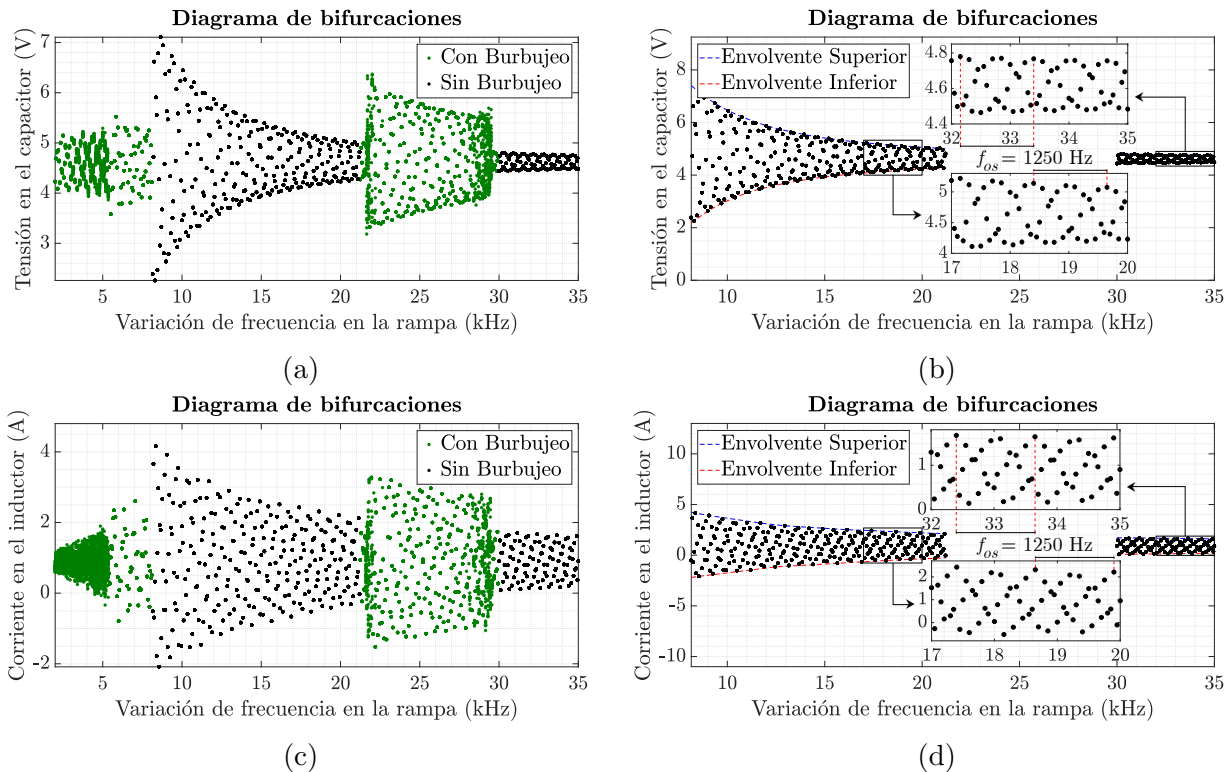 Diagrama de bifurcaciones
Tensión en el capacitor (V)
7
5
3
Con Burbujeo
Sin Burbujeo
5 10 15 20 25 30 35
Variación de frecuencia en la rampa (kHz)
(a)
Diagrama de bifurcaciones
Tensión en el capacitor (V)
8
6
4
2
0
Envolvente Superior
Envolvente Inferior
4.8
4.6
4.4
32 33 34 35
f_os = 1250 Hz
5
4.5
4
17 18 19 20
10 15 20 25 30 35
Variación de frecuencia en la rampa (kHz)
(b)
Diagrama de bifurcaciones
Corriente en el inductor (A)
4
2
0
-2
Con Burbujeo
Sin Burbujeo
5 10 15 20 25 30 35
Variación de frecuencia en la rampa (kHz)
(c)
Diagrama de bifurcaciones
Corriente en el inductor (A)
10
5
0
-5
-10
Envolvente Superior
Envolvente Inferior
1
0
32 33 34 35
f_os = 1250 Hz
2
1
0
17 18 19 20
10 15 20 25 30 35
Variación de frecuencia en la rampa (kHz)
(d)